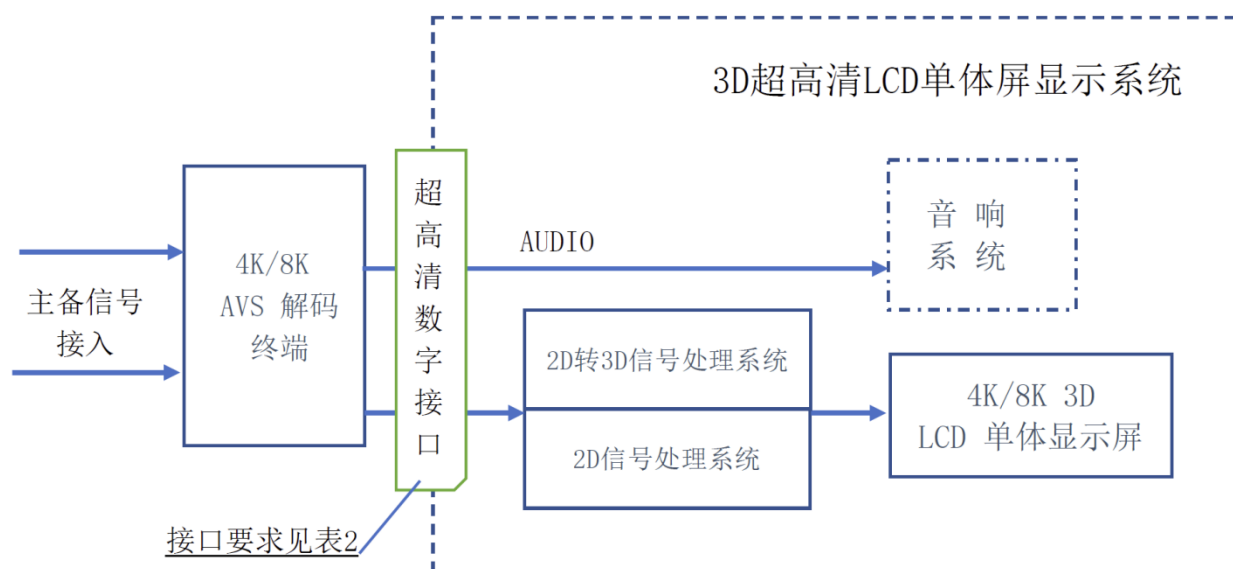 3D超高清LCD单体屏显示系统
主备信号
接入
4K/8K
AVS 解码
终端
超
高
清
数
字
接
口
AUDIO
音 响
系 统
2D转3D信号处理系统
2D信号处理系统
4K/8K 3D
LCD 单体显示屏
接口要求见表2